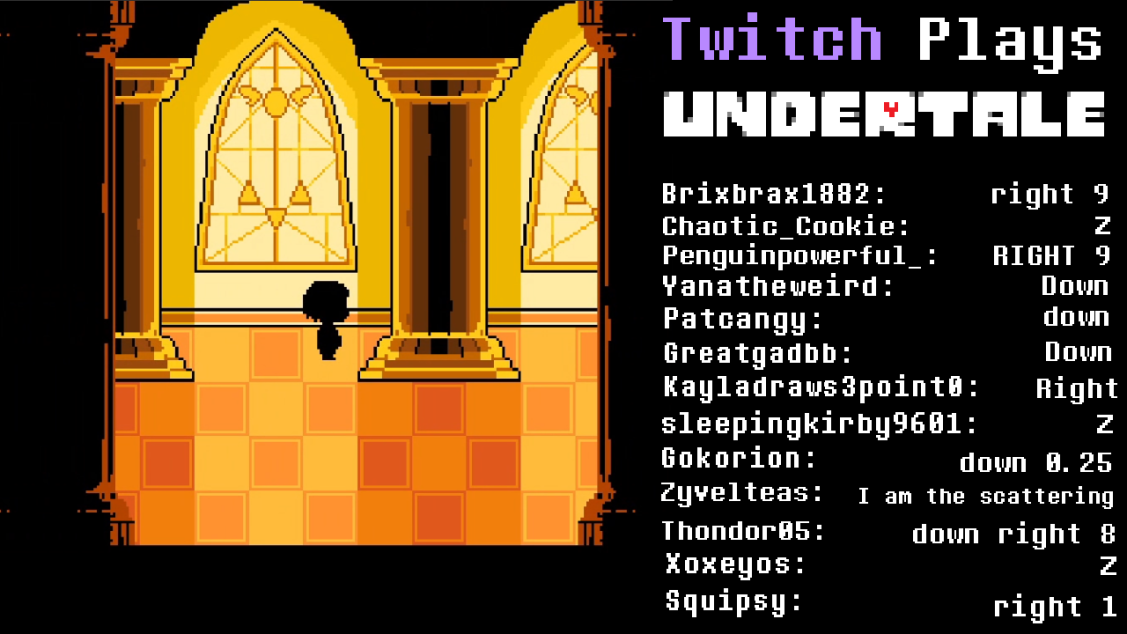 Twitch Plays
UNDERTALE
Brixbrax1882: right 9
Chaotic_Cookie: Z
Penguinpowerful_: RIGHT 9
Yanatheweird: Down
Patcangy: down
Greatgadbb: Down
Kayladraws3point0: Right
sleepingkirby9601: Z
Gokorion: down 0.25
Zyvelteas: I am the scattering
Thondor05: down right 8
Xoxeyos: Z
Squipsy: right 1